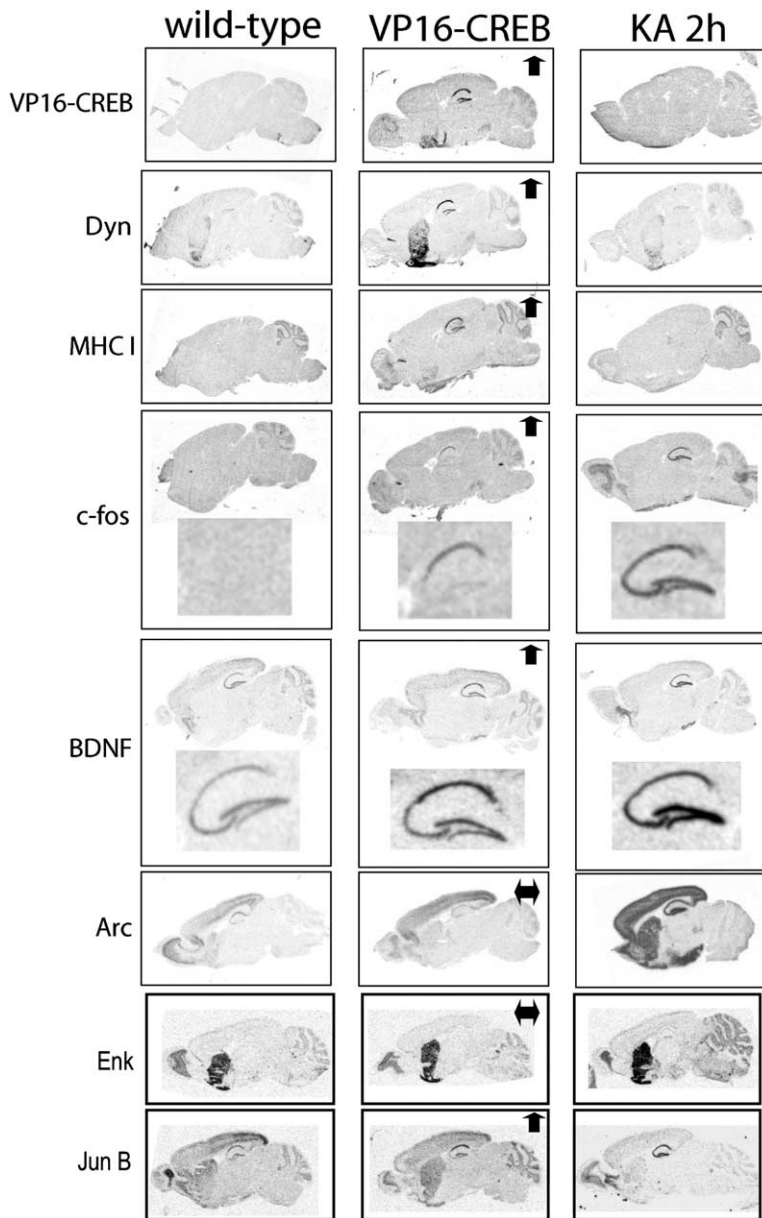 wild-type VP16-CREB KA 2h
VP16-CREB
Dyn
MHC I
c-fos
BDNF
Arc
Enk
Jun B